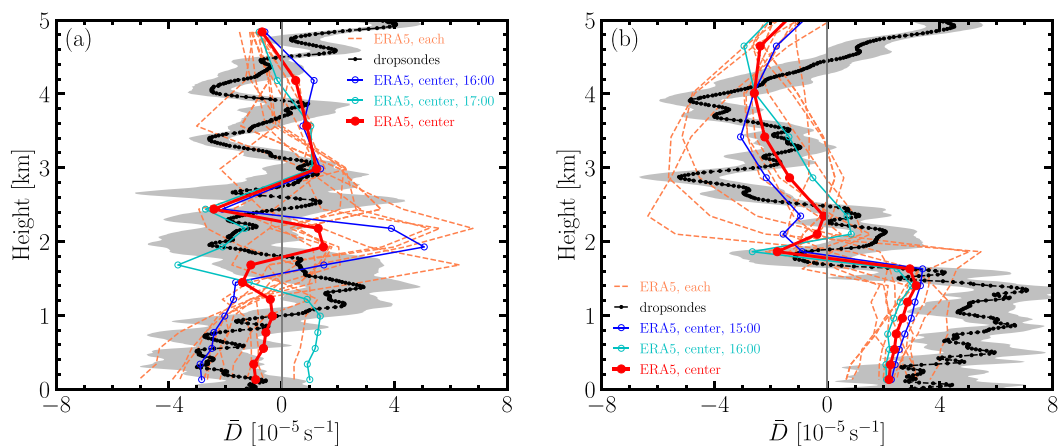 (a)
ERA5, each
dropsondes
ERA5, center, 16:00
ERA5, center, 17:00
ERA5, center
5
4
3
2
1
0
Height [km]
−8
−4
0
4
8
D̄ [10⁻⁵ s⁻¹]
(b)
ERA5, each
dropsondes
ERA5, center, 15:00
ERA5, center, 16:00
ERA5, center
5
4
3
2
1
0
Height [km]
−8
−4
0
4
8
D̄ [10⁻⁵ s⁻¹]